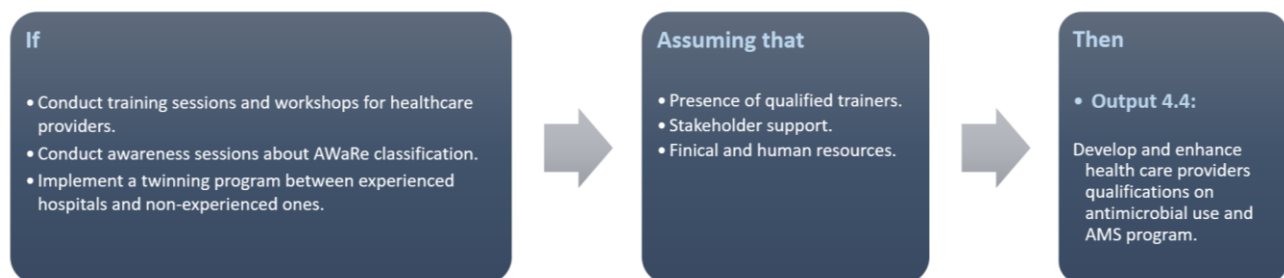 If
• Conduct training sessions and workshops for healthcare
providers.
• Conduct awareness sessions about AWaRe classification.
• Implement a twinning program between experienced
hospitals and non-experienced ones.
Assuming that
• Presence of qualified trainers.
• Stakeholder support.
• Finical and human resources.
Then
• Output 4.4:
Develop and enhance
health care providers
qualifications on
antimicrobial use and
AMS program.